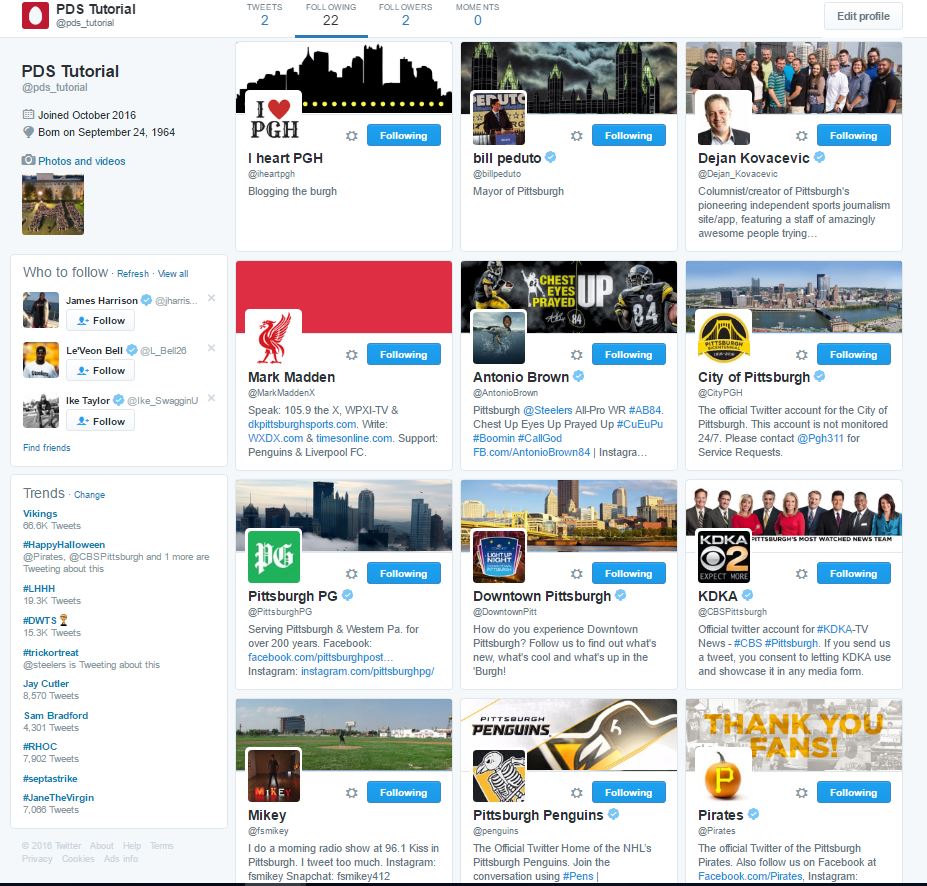 PDS Tutorial
@pds_tutorial
TWEETS
2
FOLLOWING
22
FOLLOWERS
2
MOMENTS
0
Edit profile
PDS Tutorial
@pds_tutorial
Joined October 2016
Born on September 24, 1964
Photos and videos
Who to follow · Refresh · View all
James Harrison @jharris...
Follow
Le'Veon Bell @L_Bell26
Follow
Ike Taylor @Ike_SwagginU
Follow
Find friends
Trends · Change
Vikings
66.6K Tweets
#HappyHalloween
@Pirates, @CBSPittsburgh and 1 more are
Tweeting about this
#LHHH
19.3K Tweets
#DWTS
15.3K Tweets
#trickortreat
@steelers is Tweeting about this
Jay Cutler
8,570 Tweets
Sam Bradford
4,301 Tweets
#RHOC
7,902 Tweets
#septastrike
#JaneTheVirgin
7,066 Tweets
© 2016 Twitter About Help Terms
Privacy Cookies Ads info
I
PGH
Following
I heart PGH
@iheartpgh
Blogging the burgh
PEDUTO
Following
bill peduto
@billpeduto
Mayor of Pittsburgh
Following
Dejan Kovacevic
@Dejan_Kovacevic
Columnist/creator of Pittsburgh's
pioneering independent sports journalism
site/app, featuring a staff of amazingly
awesome people trying…
Following
Mark Madden
@MarkMaddenX
Speak: 105.9 the X, WPXI-TV &
dkpittsburghsports.com. Write:
WXDX.com & timesonline.com. Support:
Penguins & Liverpool FC.
CHEST
EYES
PRAYED UP
84
84
Following
Antonio Brown
@AntonioBrown
Pittsburgh @Steelers All-Pro WR #AB84.
Chest Up Eyes Up Prayed Up #CuEuPu
#Boomin #CallGod
FB.com/AntonioBrown84 | Instagra…
PITTSBURGH
BICENTENNIAL
Following
City of Pittsburgh
@CityPGH
The official Twitter account for the City of
Pittsburgh. This account is not monitored
24/7. Please contact @Pgh311 for
Service Requests.
PG
Following
Pittsburgh PG
@PittsburghPG
Serving Pittsburgh & Western Pa. for
over 200 years. Facebook:
facebook.com/pittsburghpost…
Instagram: instagram.com/pittsburghpg/
LIGHT UP
NIGHT
Following
Downtown Pittsburgh
@DowntownPitt
How do you experience Downtown
Pittsburgh? Follow us to find out what's
new, what's cool and what's up in the
'Burgh!
PITTSBURGH'S MOST WATCHED NEWS TEAM
KDKA
2
EXPECT MORE
Following
KDKA
@CBSPittsburgh
Official twitter account for #KDKA-TV
News - #CBS #Pittsburgh. If you send us
a tweet, you consent to letting KDKA use
and showcase it in any media form.
MIKEY
Following
Mikey
@fsmikey
I do a morning radio show at 96.1 Kiss in
Pittsburgh. I tweet too much. Instagram:
fsmikey Snapchat: fsmikey412
PITTSBURGH
PENGUINS.
Following
Pittsburgh Penguins
@penguins
The Official Twitter Home of the NHL's
Pittsburgh Penguins. Join the
conversation using #Pens |
THANK YOU
FANS!
P
Following
Pirates
@Pirates
The official Twitter of the Pittsburgh
Pirates. Also follow us on Facebook at
Facebook.com/Pirates, Instagram: